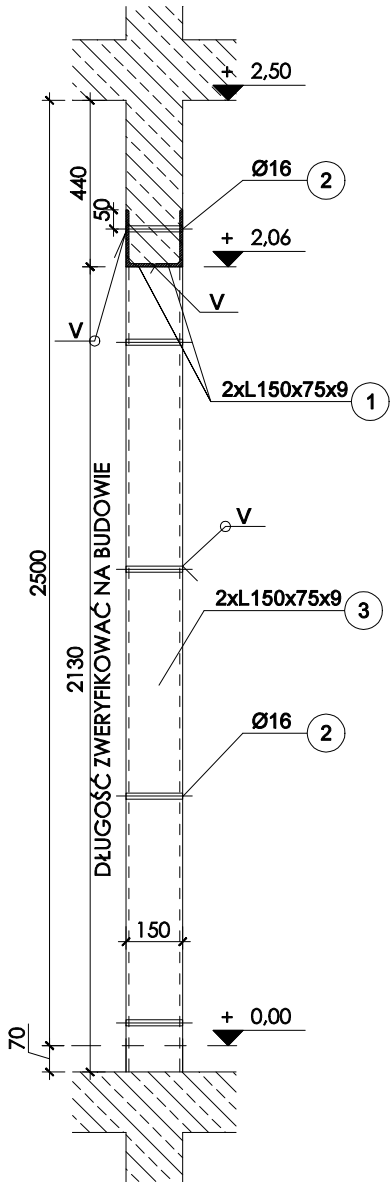 + 2,50
440
Ø16 2
50
+ 2,06
V
V
2xL150x75x9 1
V
2500
2130
DŁUGOŚĆ ZWERYFIKOWAĆ NA BUDOWIE
2xL150x75x9 3
Ø16 2
150
+ 0,00
70